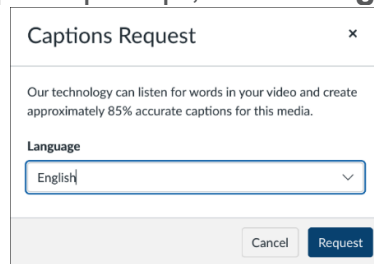 Captions Request
×
Our technology can listen for words in your video and create
approximately 85% accurate captions for this media.
Language
English
Cancel Request